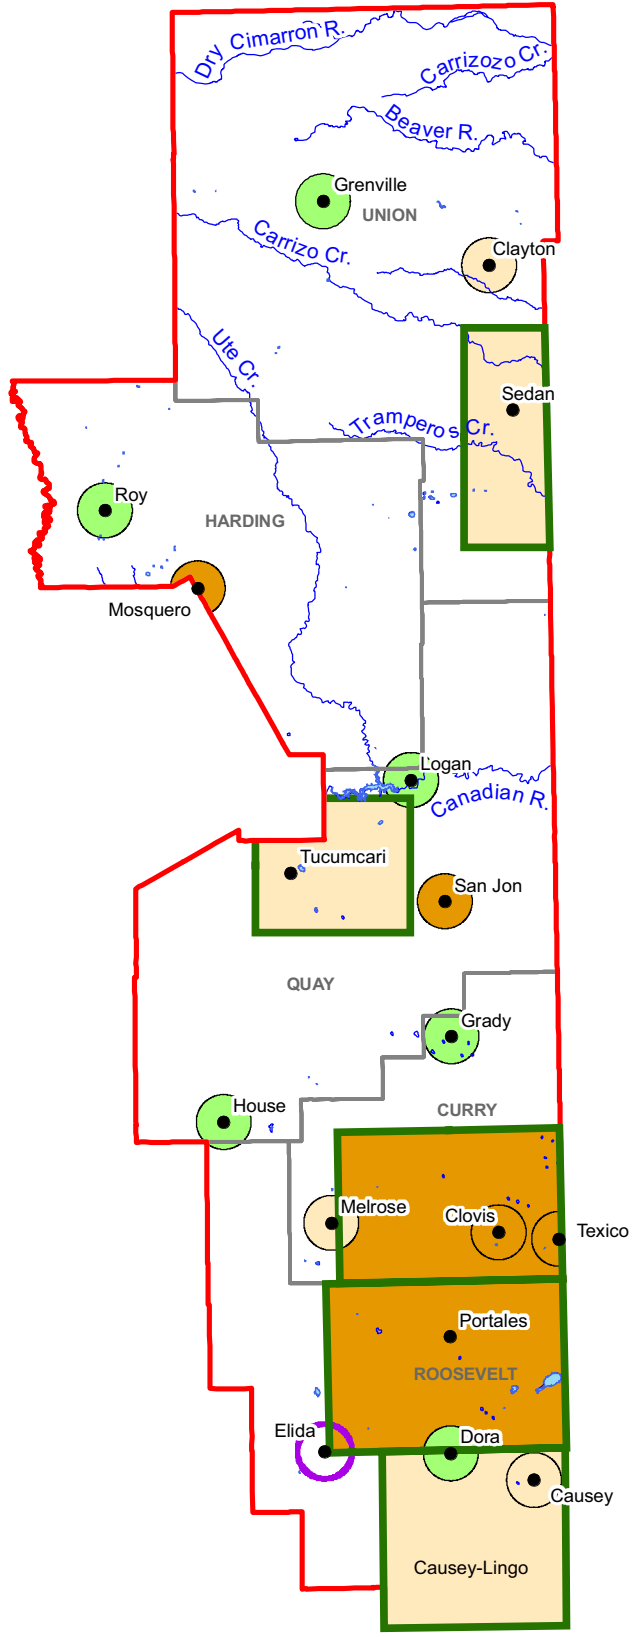 Dry Cimarron R.
Carrizozo Cr.
Beaver R.
Grenville
UNION
Carrizo Cr.
Clayton
Ute Cr.
Sedan
Tramperos Cr.
Roy
HARDING
Mosquero
Logan
Canadian R.
Tucumcari
San Jon
QUAY
Grady
House
CURRY
Melrose
Clovis
Texico
Portales
ROOSEVELT
Elida
Dora
Causey
Causey-Lingo